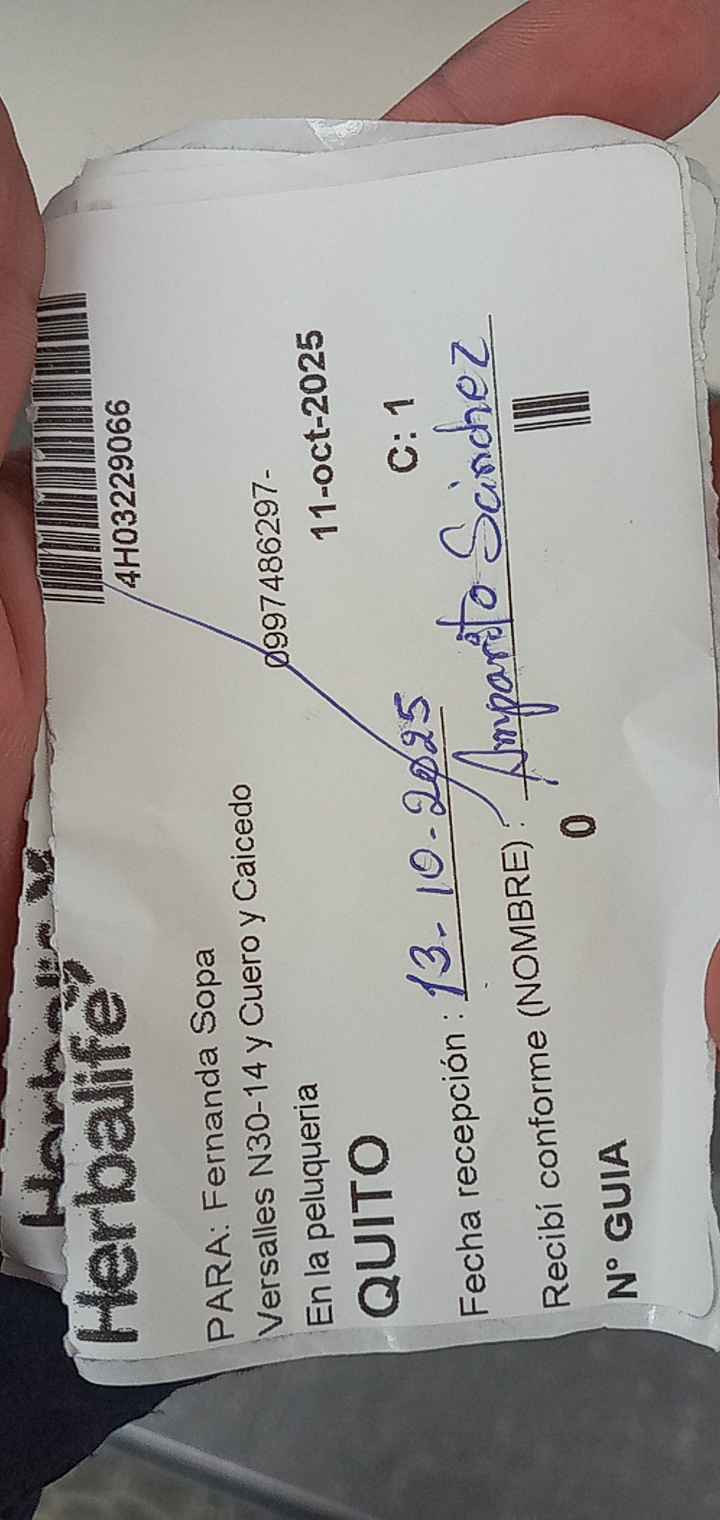 Herbalife
4H03229066
PARA: Fernanda Sopa
Versalles N30-14 y Cuero y Caicedo
0997486297-
En la peluqueria
11-oct-2025
QUITO
C: 1
Fecha recepción : 13-10-2025
Recibí conforme (NOMBRE) : Amparito Sánchez
N° GUIA
0